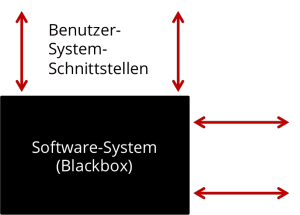 Benutzer-
System-
Schnittstellen
Software-System
(Blackbox)